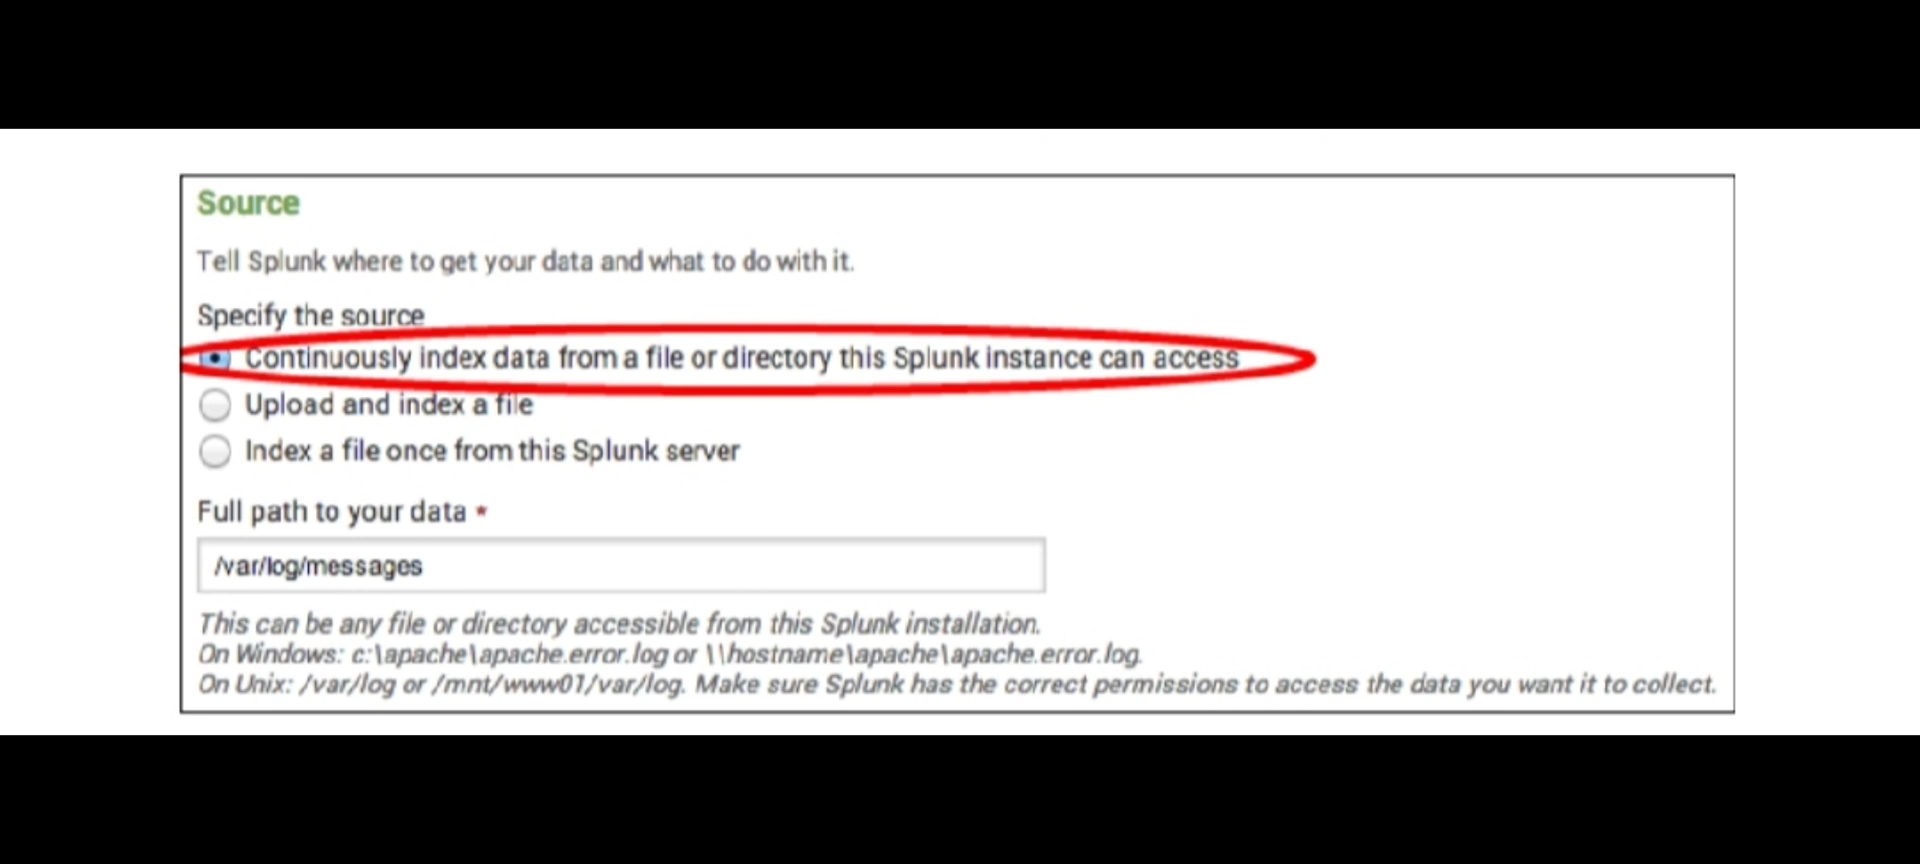 Source
Tell Splunk where to get your data and what to do with it.
Specify the source
Continuously index data from a file or directory this Splunk instance can access
Upload and index a file
Index a file once from this Splunk server
Full path to your data *
/var/log/messages
This can be any file or directory accessible from this Splunk installation.
On Windows: c:\apache\apache.error.log or \\hostname\apache\apache.error.log.
On Unix: /var/log or /mnt/www01/var/log. Make sure Splunk has the correct permissions to access the data you want it to collect.